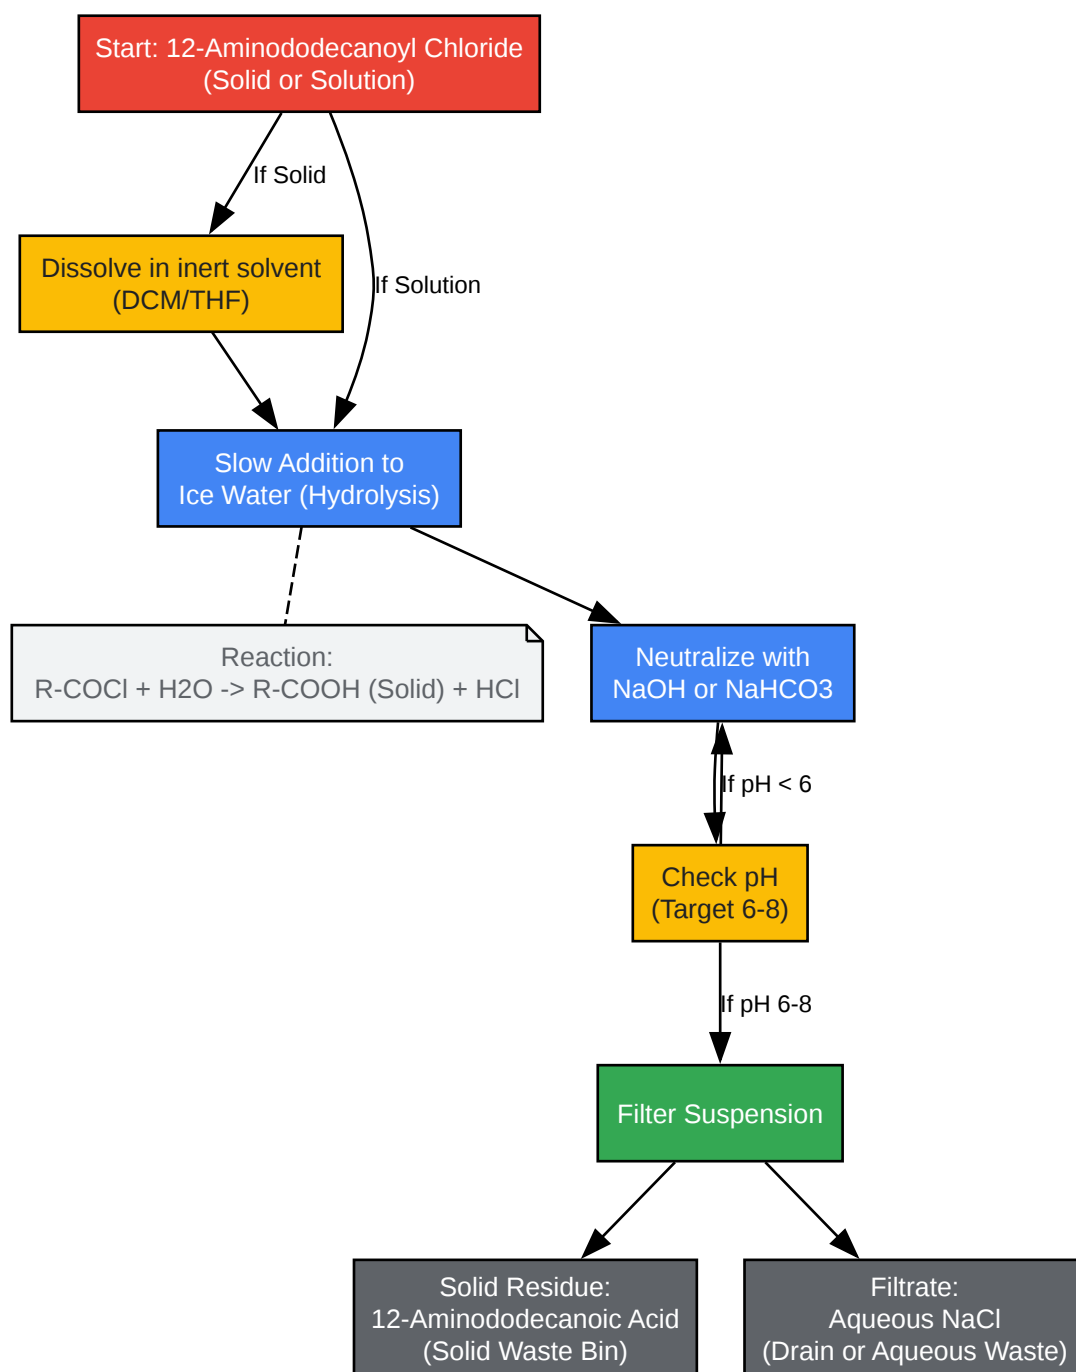 Start: 12-Aminododecanoyl Chloride
(Solid or Solution)
If Solid
Dissolve in inert solvent
(DCM/THF)
If Solution
Slow Addition to
Ice Water (Hydrolysis)
Reaction:
R-COCl + H2O -> R-COOH (Solid) + HCl
Neutralize with
NaOH or NaHCO3
If pH < 6
Check pH
(Target 6-8)
If pH 6-8
Filter Suspension
Solid Residue:
12-Aminododecanoic Acid
(Solid Waste Bin)
Filtrate:
Aqueous NaCl
(Drain or Aqueous Waste)